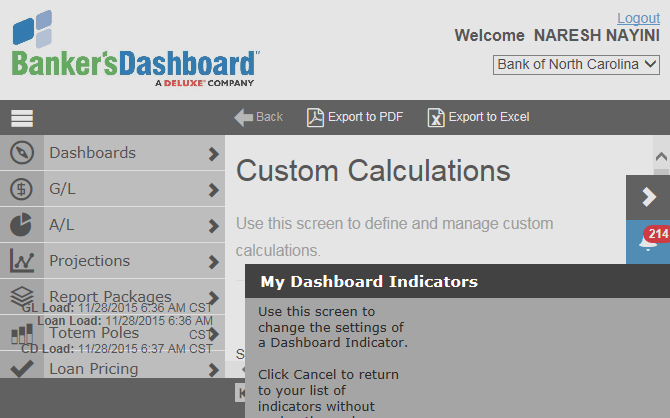 Logout
Welcome NARESH NAYINI
Banker'sDashboard™
A DELUXE® COMPANY
Bank of North Carolina
Back
Export to PDF
Export to Excel
Dashboards
G/L
A/L
Projections
Report Packages
GL Load: 11/28/2015 6:36 AM CST
Loan Load: 11/28/2015 6:36 AM
CST
Totem Poles
CD Load: 11/28/2015 6:37 AM CST
Loan Pricing
Custom Calculations
Use this screen to define and manage custom
calculations.
214
S
My Dashboard Indicators
Use this screen to
change the settings of
a Dashboard Indicator.
Click Cancel to return
to your list of
indicators without